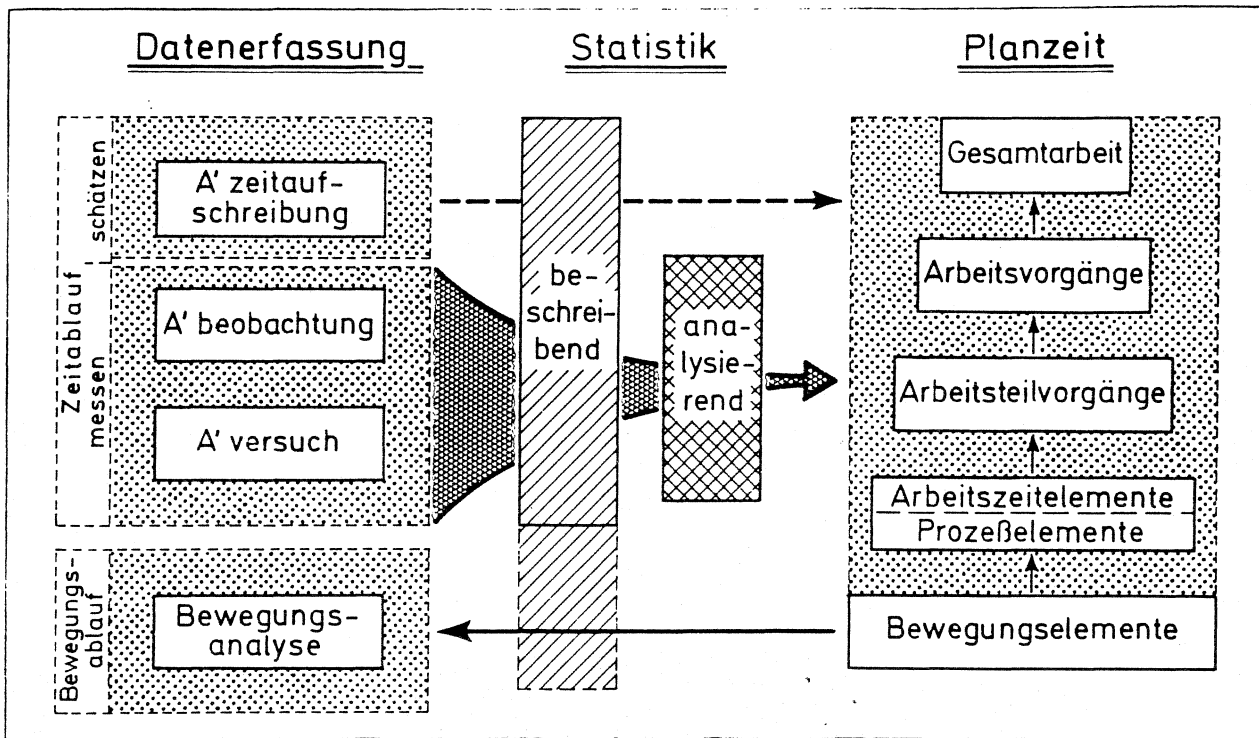 Datenerfassung
Statistik
Planzeit
Zeitablauf
schätzen
messen
A' zeitauf-
schreibung
A' beobachtung
A' versuch
Bewegungs-
ablauf
Bewegungs-
analyse
be-
schrei-
bend
ana-
lysie-
rend
Gesamtarbeit
Arbeitsvorgänge
Arbeitsteilvorgänge
Arbeitszeitelemente
Prozeßelemente
Bewegungselemente